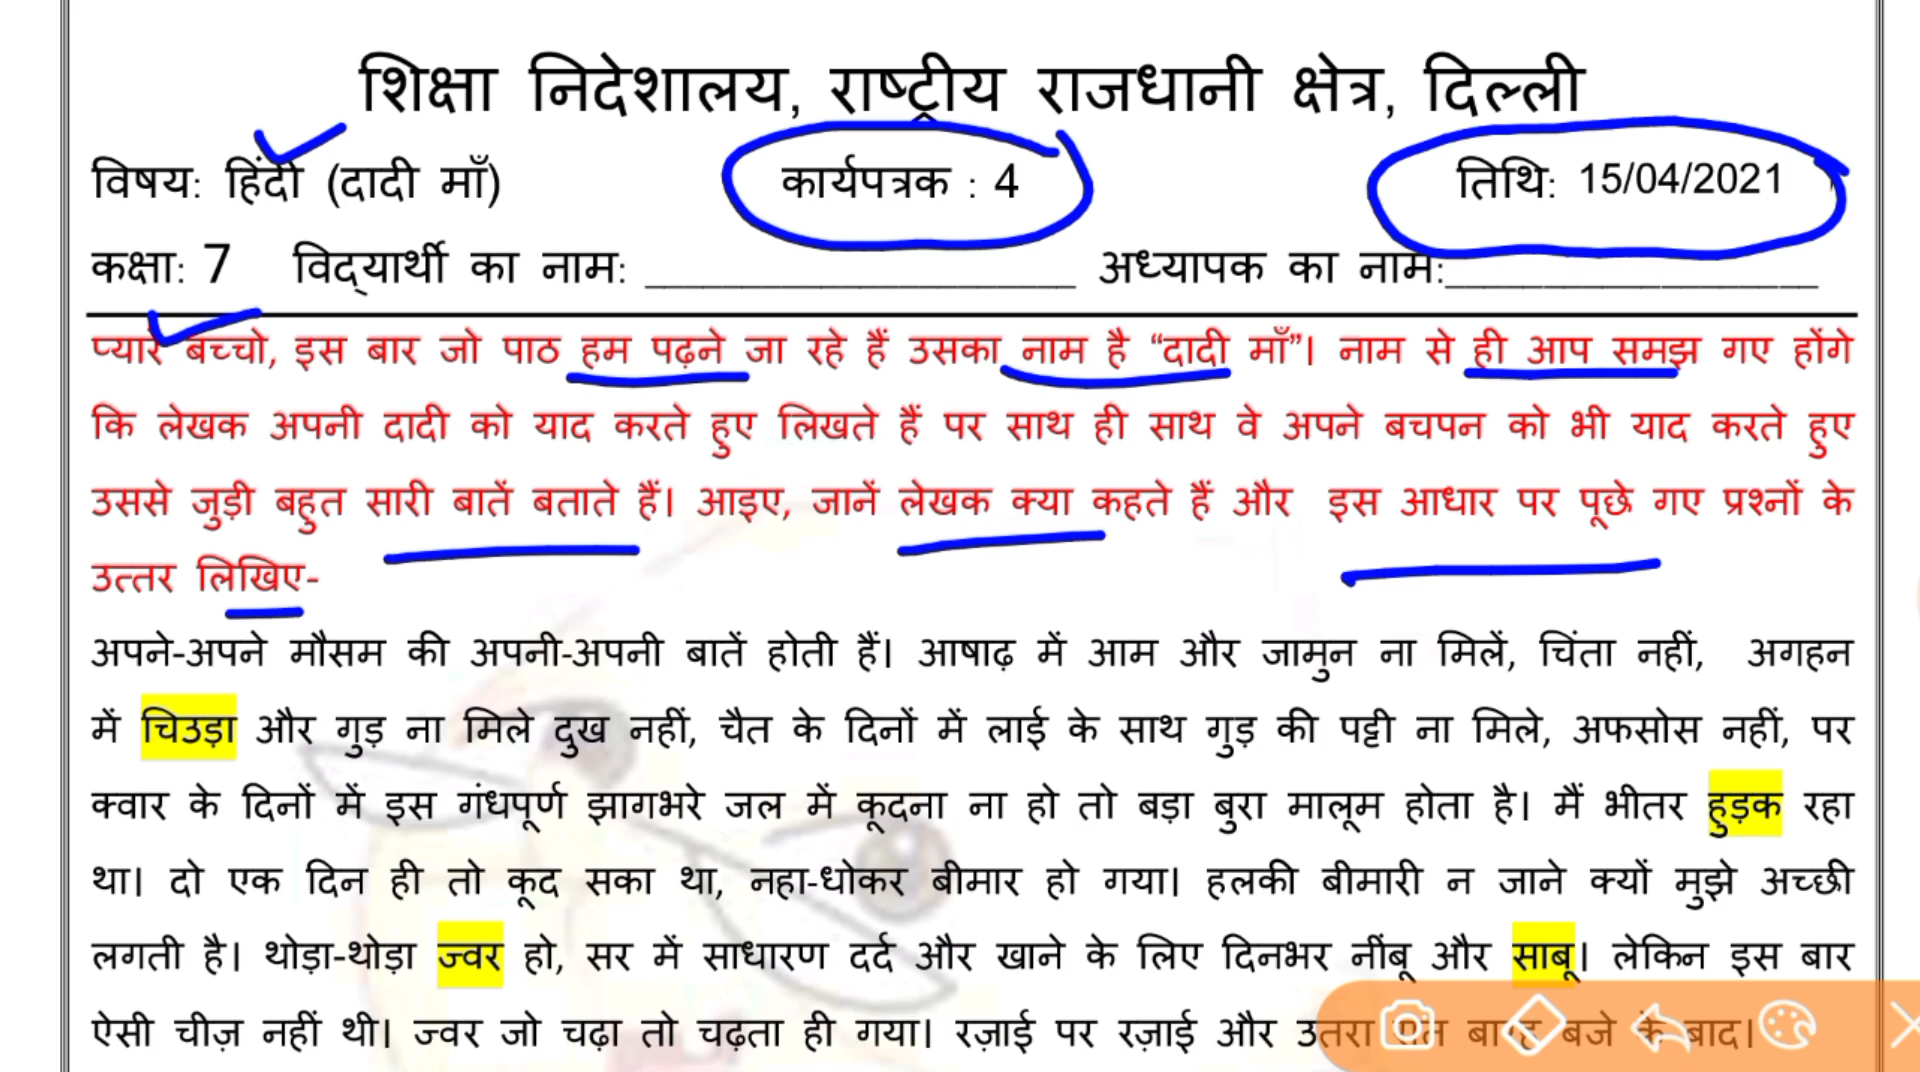 शिक्षा निदेशालय, राष्ट्रीय राजधानी क्षेत्र, दिल्ली
विषय: हिंदी (दादी माँ) कार्यपत्रक : 4 तिथि: 15/04/2021
कक्षा: 7 विद्यार्थी का नाम: ____________________ अध्यापक का नाम:____________________
प्यारे बच्चो, इस बार जो पाठ हम पढ़ने जा रहे हैं उसका नाम है “दादी माँ”। नाम से ही आप समझ गए होंगे
कि लेखक अपनी दादी को याद करते हुए लिखते हैं पर साथ ही साथ वे अपने बचपन को भी याद करते हुए
उससे जुड़ी बहुत सारी बातें बताते हैं। आइए, जानें लेखक क्या कहते हैं और इस आधार पर पूछे गए प्रश्नों के
उत्तर लिखिए-
अपने-अपने मौसम की अपनी-अपनी बातें होती हैं। आषाढ़ में आम और जामुन ना मिलें, चिंता नहीं, अगहन
में चिउड़ा और गुड़ ना मिले दुख नहीं, चैत के दिनों में लाई के साथ गुड़ की पट्टी ना मिले, अफसोस नहीं, पर
क्वार के दिनों में इस गंधपूर्ण झागभरे जल में कूदना ना हो तो बड़ा बुरा मालूम होता है। मैं भीतर हुड़क रहा
था। दो एक दिन ही तो कूद सका था, नहा-धोकर बीमार हो गया। हलकी बीमारी न जाने क्यों मुझे अच्छी
लगती है। थोड़ा-थोड़ा ज्वर हो, सर में साधारण दर्द और खाने के लिए दिनभर नींबू और साबू। लेकिन इस बार
ऐसी चीज़ नहीं थी। ज्वर जो चढ़ा तो चढ़ता ही गया। रज़ाई पर रज़ाई और उतरा रात बारह बजे के बाद।